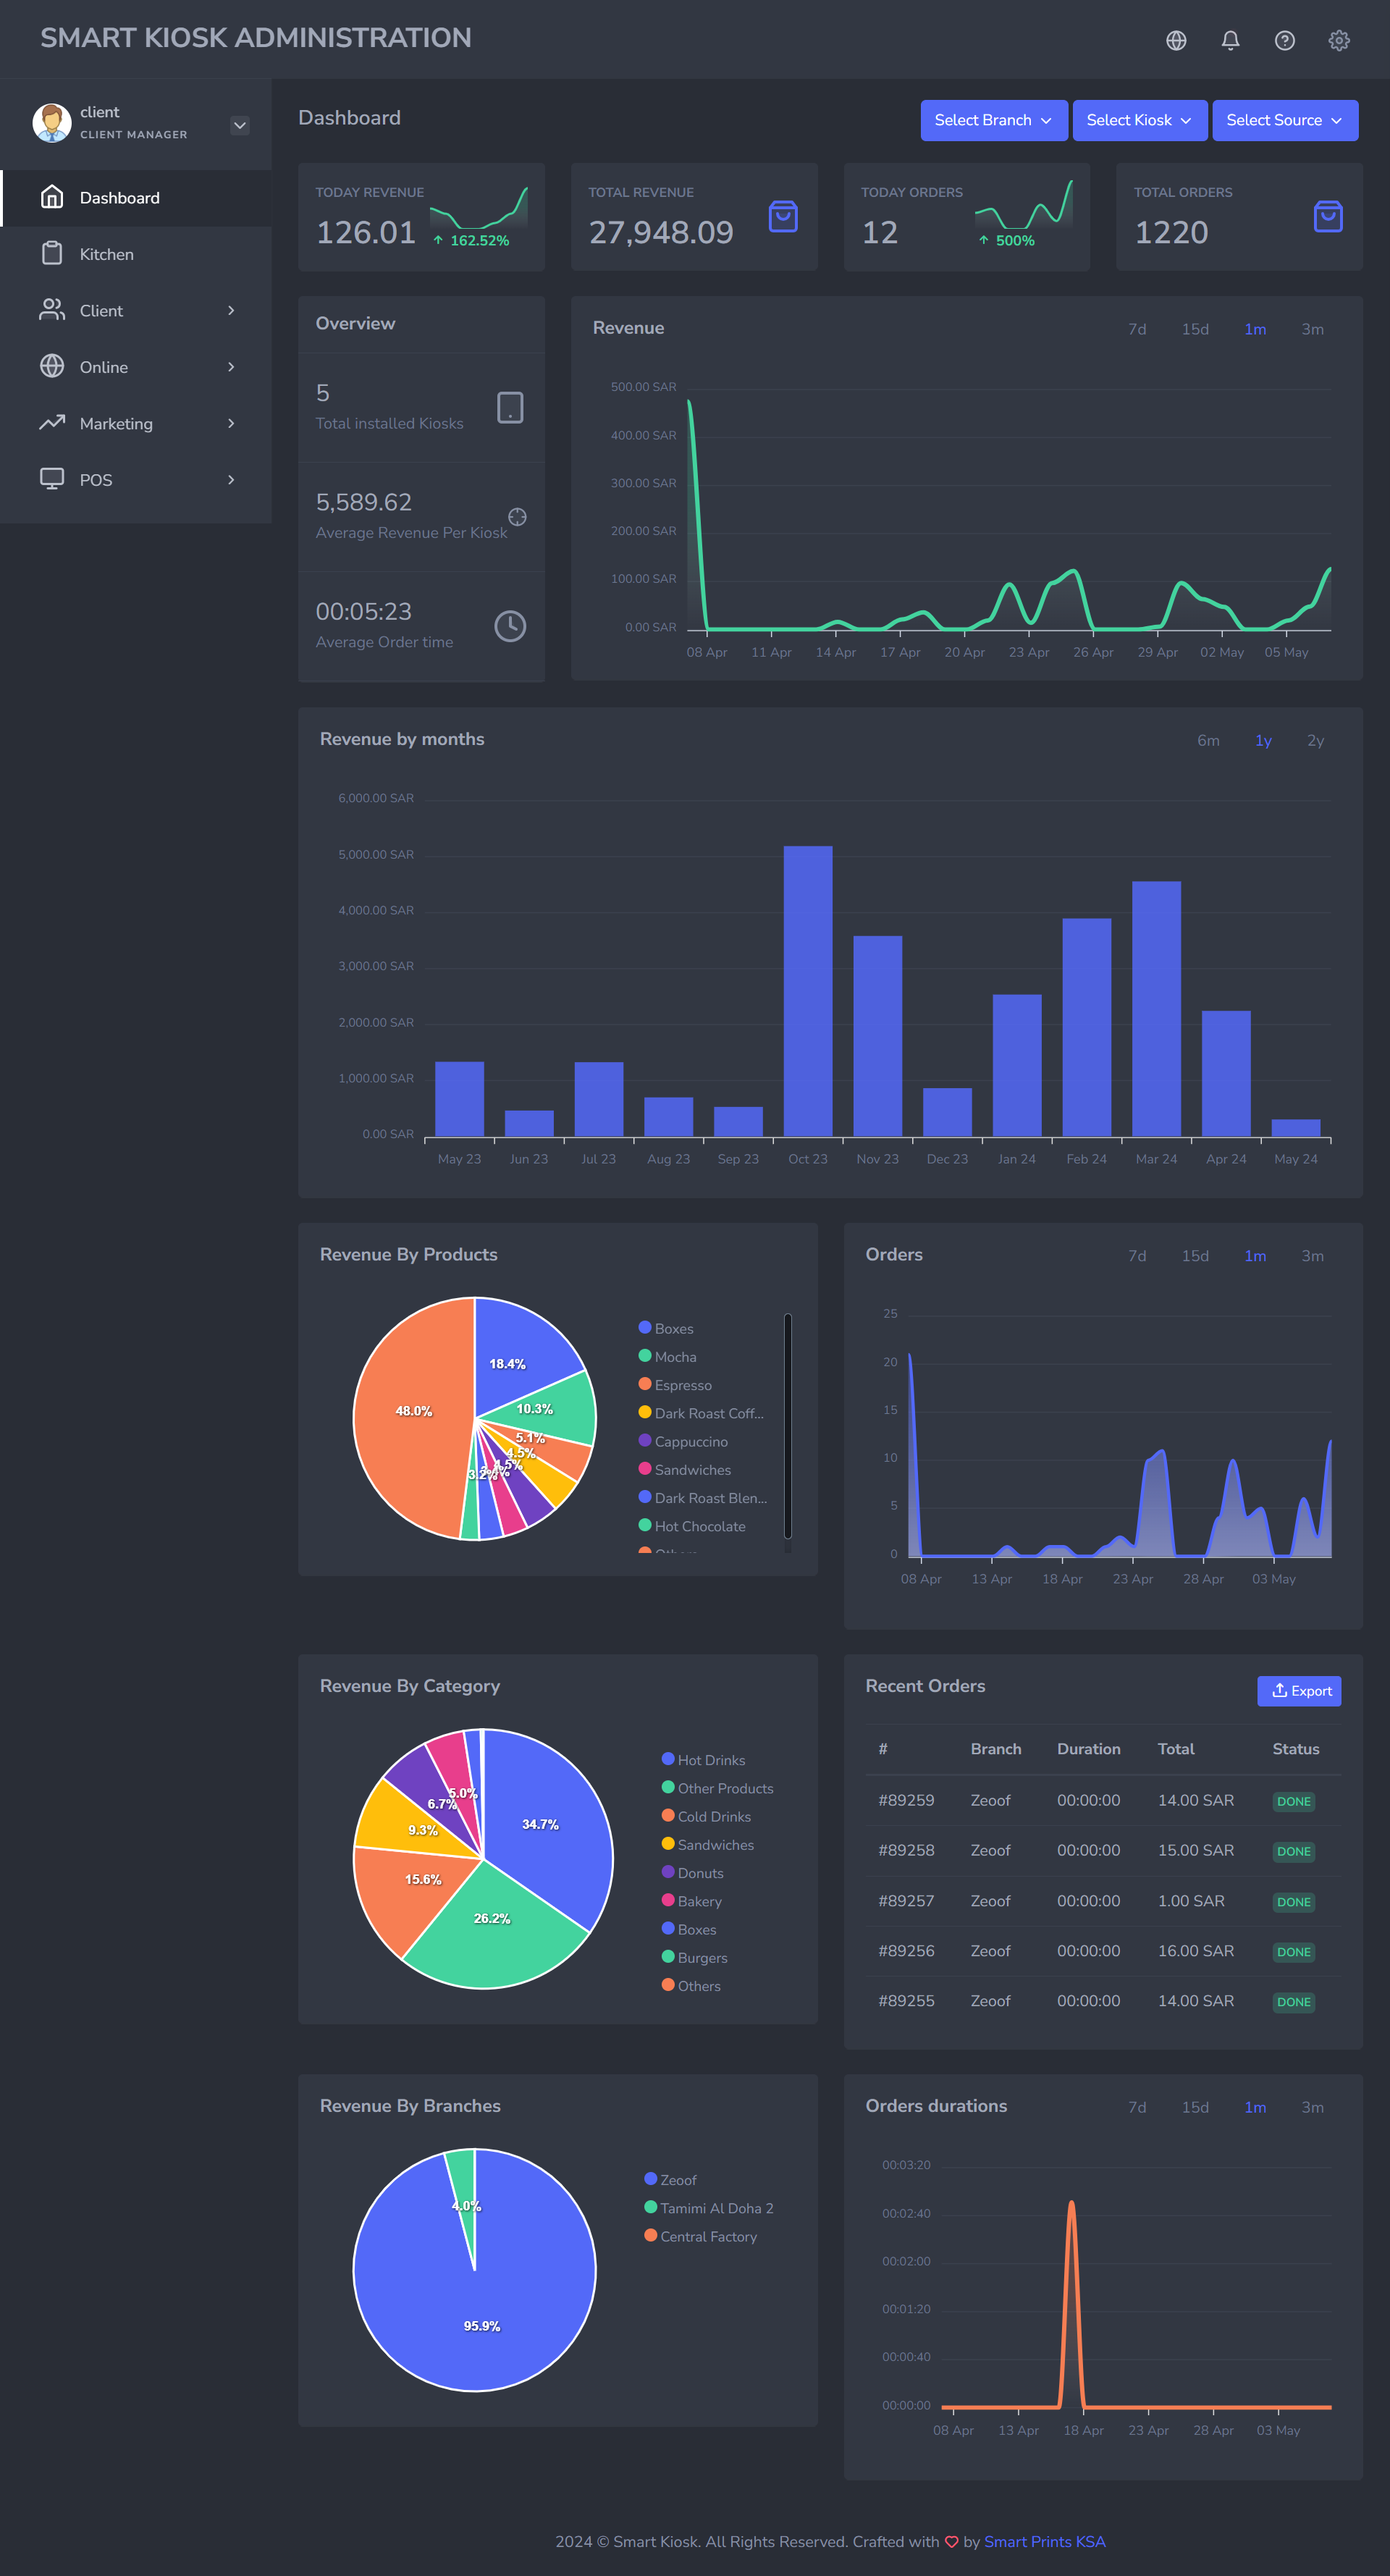 SMART KIOSK ADMINISTRATION
client
CLIENT MANAGER
Dashboard
Kitchen
Client
Online
Marketing
POS
Dashboard
Select Branch
Select Kiosk
Select Source
TODAY REVENUE
126.01
162.52%
TOTAL REVENUE
27,948.09
TODAY ORDERS
12
500%
TOTAL ORDERS
1220
Overview
5
Total installed Kiosks
5,589.62
Average Revenue Per Kiosk
00:05:23
Average Order time
Revenue
7d 15d 1m 3m
500.00 SAR
400.00 SAR
300.00 SAR
200.00 SAR
100.00 SAR
0.00 SAR
08 Apr 11 Apr 14 Apr 17 Apr 20 Apr 23 Apr 26 Apr 29 Apr 02 May 05 May
Revenue by months
6m 1y 2y
6,000.00 SAR
5,000.00 SAR
4,000.00 SAR
3,000.00 SAR
2,000.00 SAR
1,000.00 SAR
0.00 SAR
May 23 Jun 23 Jul 23 Aug 23 Sep 23 Oct 23 Nov 23 Dec 23 Jan 24 Feb 24 Mar 24 Apr 24 May 24
Revenue By Products
18.4%
10.3%
5.1%
4.5%
4.5%
3.2%
48.0%
Boxes
Mocha
Espresso
Dark Roast Coff...
Cappuccino
Sandwiches
Dark Roast Blen...
Hot Chocolate
Others
Orders
7d 15d 1m 3m
25
20
15
10
5
0
08 Apr 13 Apr 18 Apr 23 Apr 28 Apr 03 May
Revenue By Category
34.7%
26.2%
15.6%
9.3%
6.7%
5.0%
Hot Drinks
Other Products
Cold Drinks
Sandwiches
Donuts
Bakery
Boxes
Burgers
Others
Recent Orders
Export
# Branch Duration Total Status
#89259 Zeoof 00:00:00 14.00 SAR DONE
#89258 Zeoof 00:00:00 15.00 SAR DONE
#89257 Zeoof 00:00:00 1.00 SAR DONE
#89256 Zeoof 00:00:00 16.00 SAR DONE
#89255 Zeoof 00:00:00 14.00 SAR DONE
Revenue By Branches
4.0%
95.9%
Zeoof
Tamimi Al Doha 2
Central Factory
Orders durations
7d 15d 1m 3m
00:03:20
00:02:40
00:02:00
00:01:20
00:00:40
00:00:00
08 Apr 13 Apr 18 Apr 23 Apr 28 Apr 03 May
2024 © Smart Kiosk. All Rights Reserved. Crafted with by Smart Prints KSA